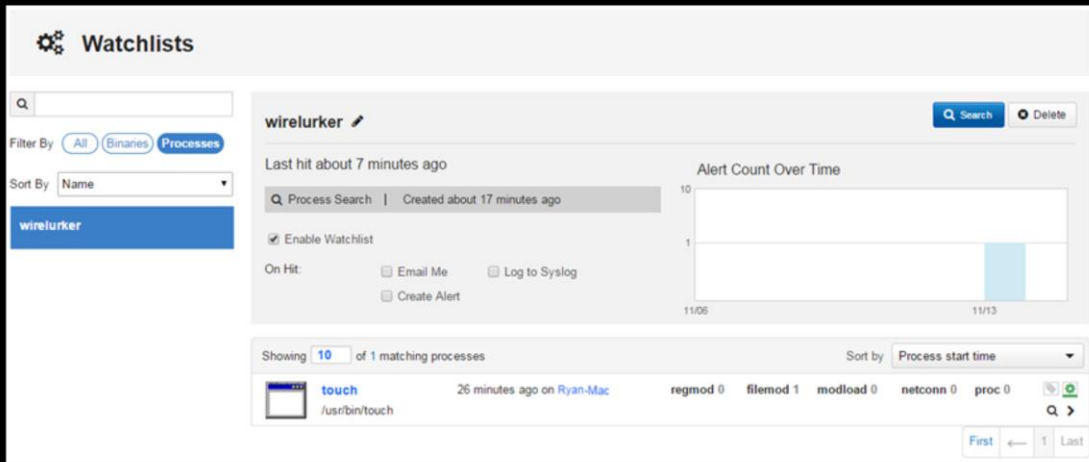 Watchlists
Filter By All Binaries Processes
Sort By Name
wirelurker
wirelurker
Search Delete
Last hit about 7 minutes ago
Process Search | Created about 17 minutes ago
Enable Watchlist
On Hit: Email Me Log to Syslog
Create Alert
Alert Count Over Time
10
1
11/06 11/13
Showing 10 of 1 matching processes Sort by Process start time
touch 26 minutes ago on Ryan-Mac regmod 0 filemod 1 modload 0 netconn 0 proc 0
/usr/bin/touch
First ← 1 Last